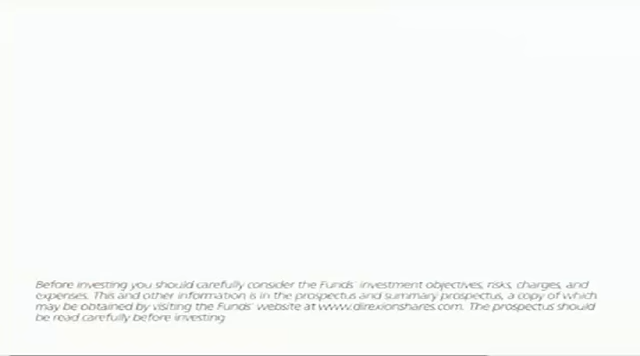 Before investing you should carefully consider the Funds' investment objectives, risks, charges, and
expenses. This and other information is in the prospectus and summary prospectus, a copy of which
may be obtained by visiting the Funds' website at www.direxionshares.com. The prospectus should
be read carefully before investing